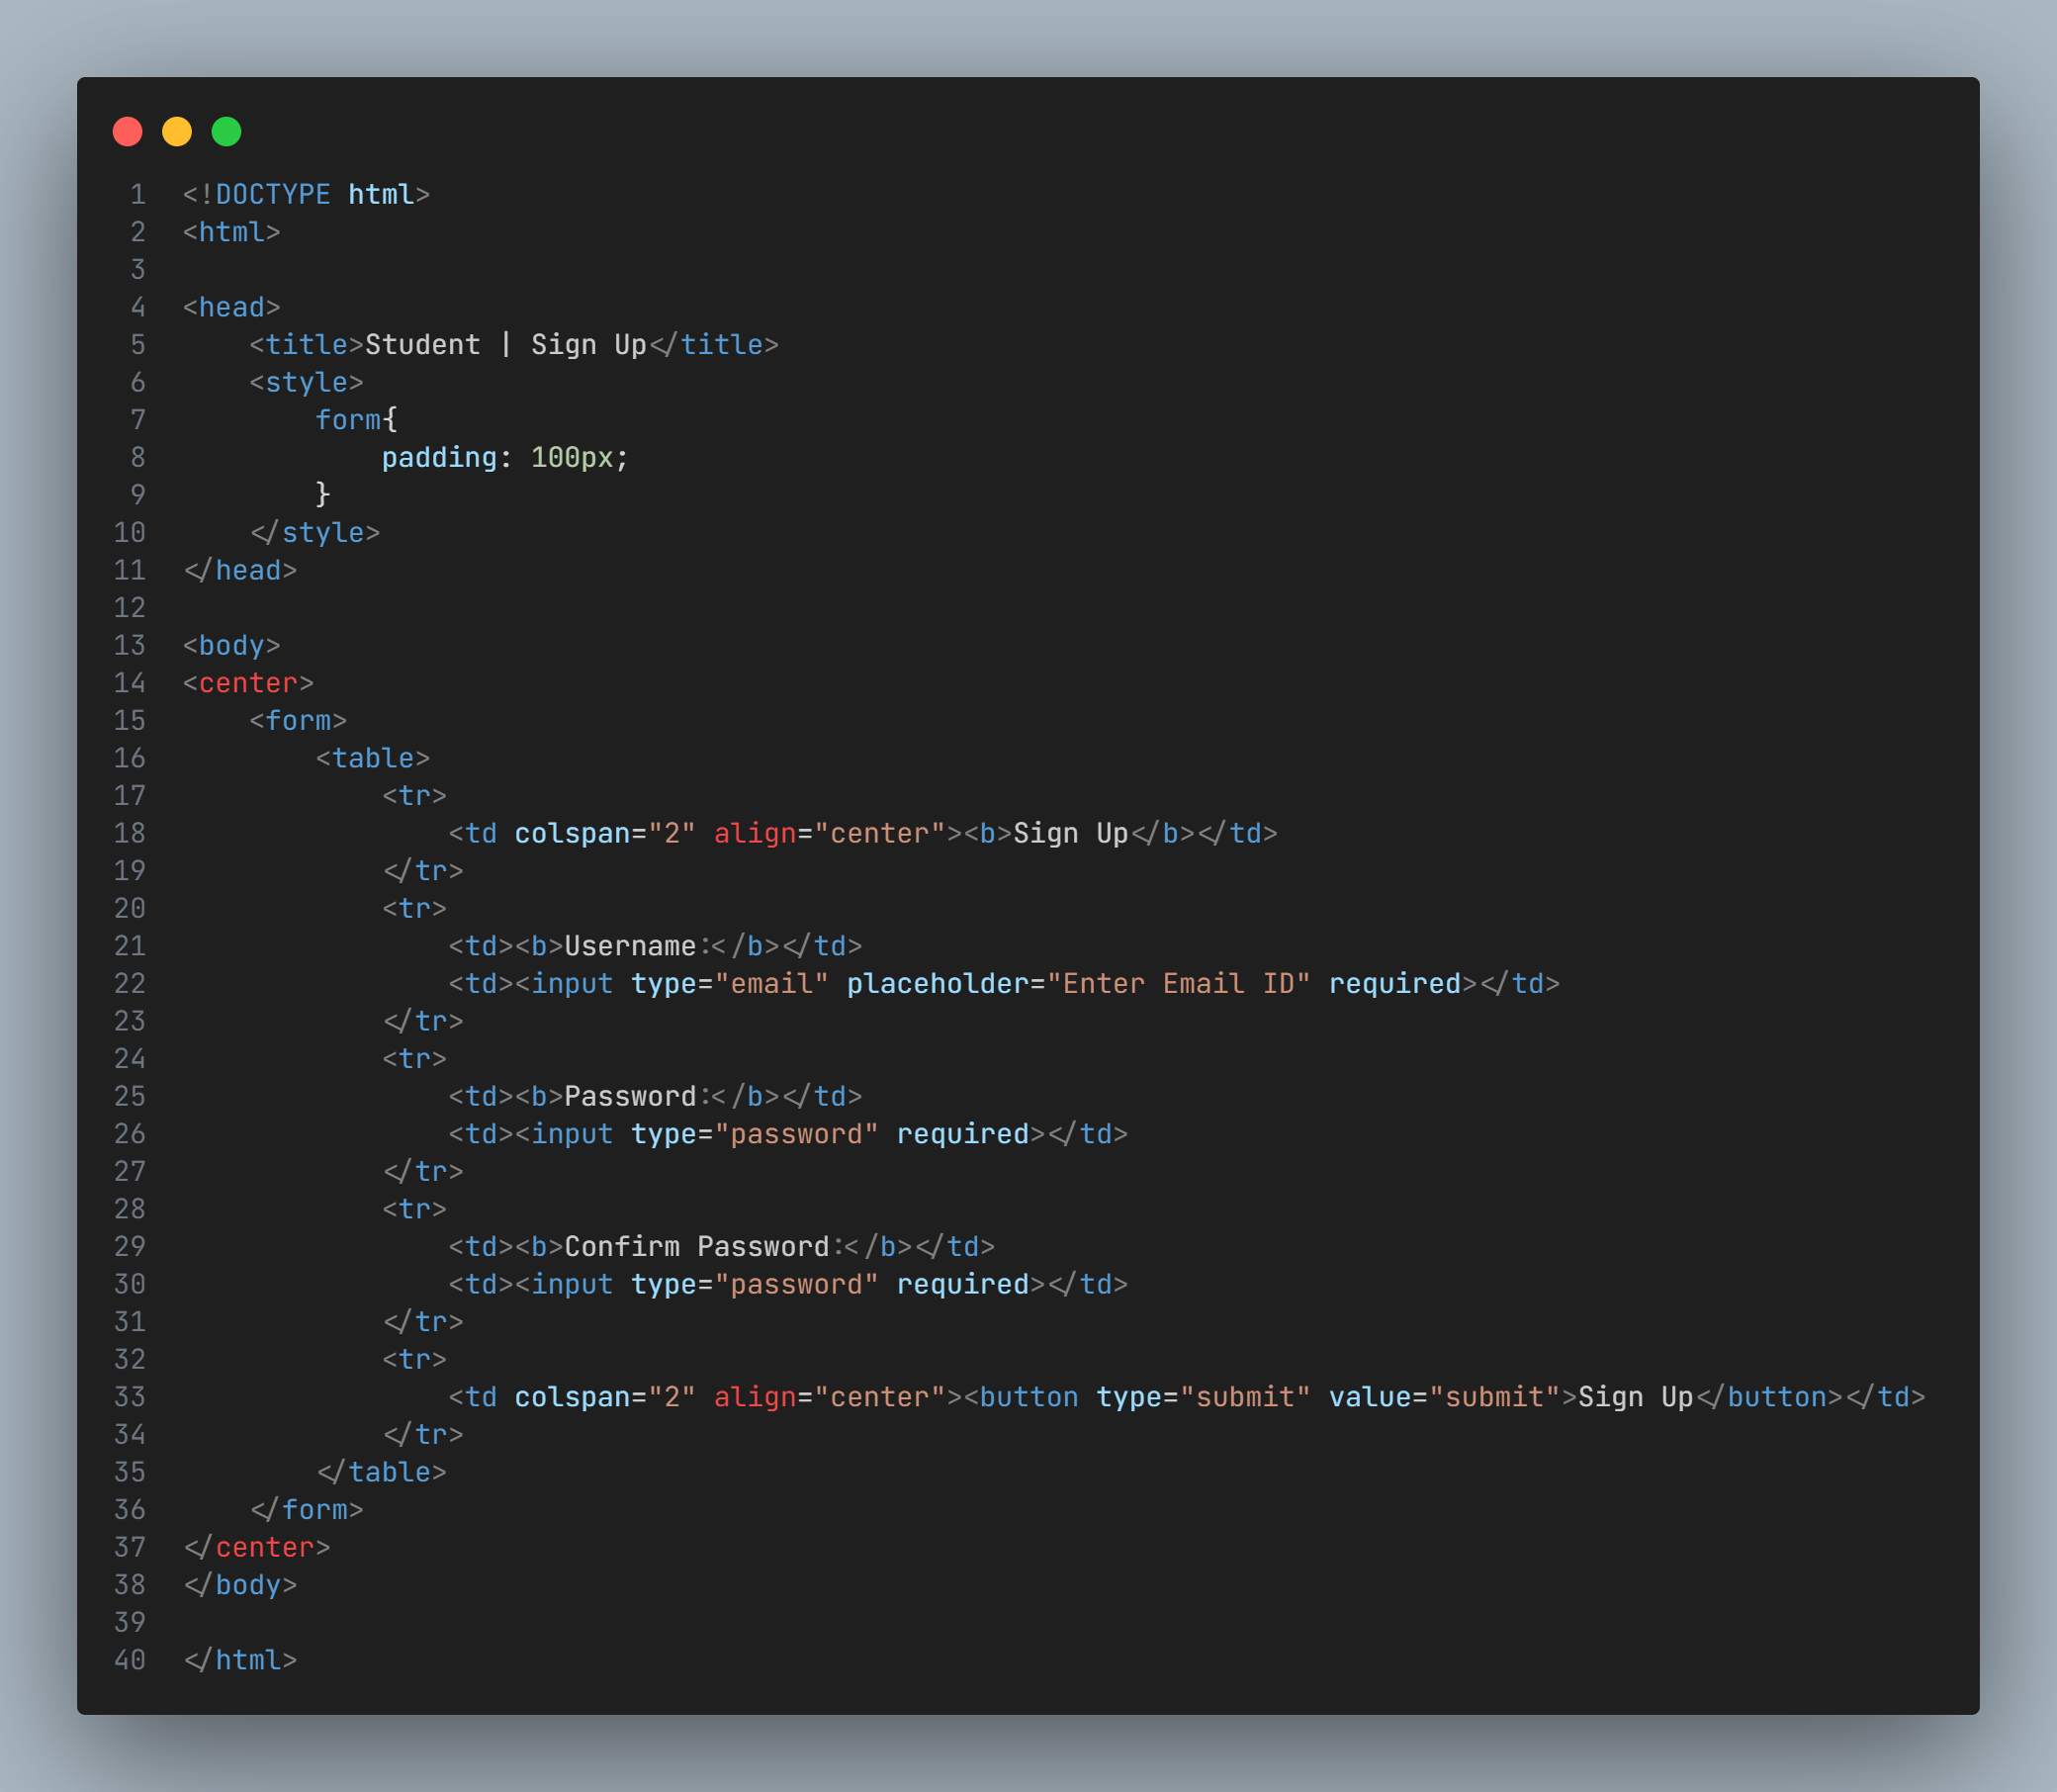 1 <!DOCTYPE html>
2 <html>
3
4 <head>
5     <title>Student | Sign Up</title>
6     <style>
7         form{
8             padding: 100px;
9         }
10     </style>
11 </head>
12
13 <body>
14 <center>
15     <form>
16         <table>
17             <tr>
18                 <td colspan="2" align="center"><b>Sign Up</b></td>
19             </tr>
20             <tr>
21                 <td><b>Username:</b></td>
22                 <td><input type="email" placeholder="Enter Email ID" required></td>
23             </tr>
24             <tr>
25                 <td><b>Password:</b></td>
26                 <td><input type="password" required></td>
27             </tr>
28             <tr>
29                 <td><b>Confirm Password:</b></td>
30                 <td><input type="password" required></td>
31             </tr>
32             <tr>
33                 <td colspan="2" align="center"><button type="submit" value="submit">Sign Up</button></td>
34             </tr>
35         </table>
36     </form>
37 </center>
38 </body>
39
40 </html>